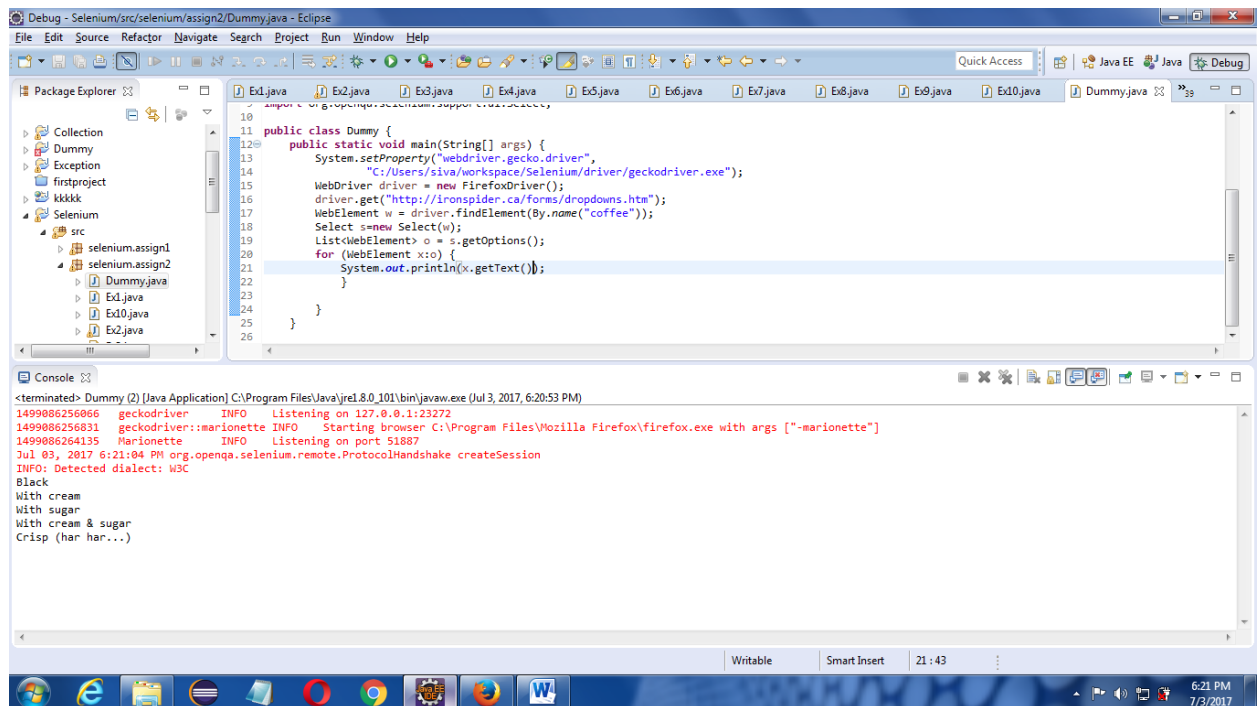 Debug - Selenium/src/selenium/assign2/Dummy.java - Eclipse
File Edit Source Refactor Navigate Search Project Run Window Help
Quick Access Java EE Java Debug
Package Explorer
Ex1.java Ex2.java Ex3.java Ex4.java Ex5.java Ex6.java Ex7.java Ex8.java Ex9.java Ex10.java Dummy.java »39
Collection
Dummy
Exception
firstproject
kkkkk
Selenium
src
selenium.assign1
selenium.assign2
Dummy.java
Ex1.java
Ex10.java
Ex2.java
9 import org.openqa.selenium.support.ui.Select;
10
11 public class Dummy {
12 public static void main(String[] args) {
13 System.setProperty("webdriver.gecko.driver",
14 "C:/Users/siva/workspace/Selenium/driver/geckodriver.exe");
15 WebDriver driver = new FirefoxDriver();
16 driver.get("http://ironspider.ca/forms/dropdowns.htm");
17 WebElement w = driver.findElement(By.name("coffee"));
18 Select s=new Select(w);
19 List<WebElement> o = s.getOptions();
20 for (WebElement x:o) {
21 System.out.println(x.getText());
22 }
23
24 }
25 }
26
Console
<terminated> Dummy (2) [Java Application] C:\Program Files\Java\jre1.8.0_101\bin\javaw.exe (Jul 3, 2017, 6:20:53 PM)
1499086256066 geckodriver INFO Listening on 127.0.0.1:23272
1499086256831 geckodriver::marionette INFO Starting browser C:\Program Files\Mozilla Firefox\firefox.exe with args ["-marionette"]
1499086264135 Marionette INFO Listening on port 51887
Jul 03, 2017 6:21:04 PM org.openqa.selenium.remote.ProtocolHandshake createSession
INFO: Detected dialect: W3C
Black
With cream
With sugar
With cream & sugar
Crisp (har har...)
Writable Smart Insert 21 : 43
6:21 PM
7/3/2017